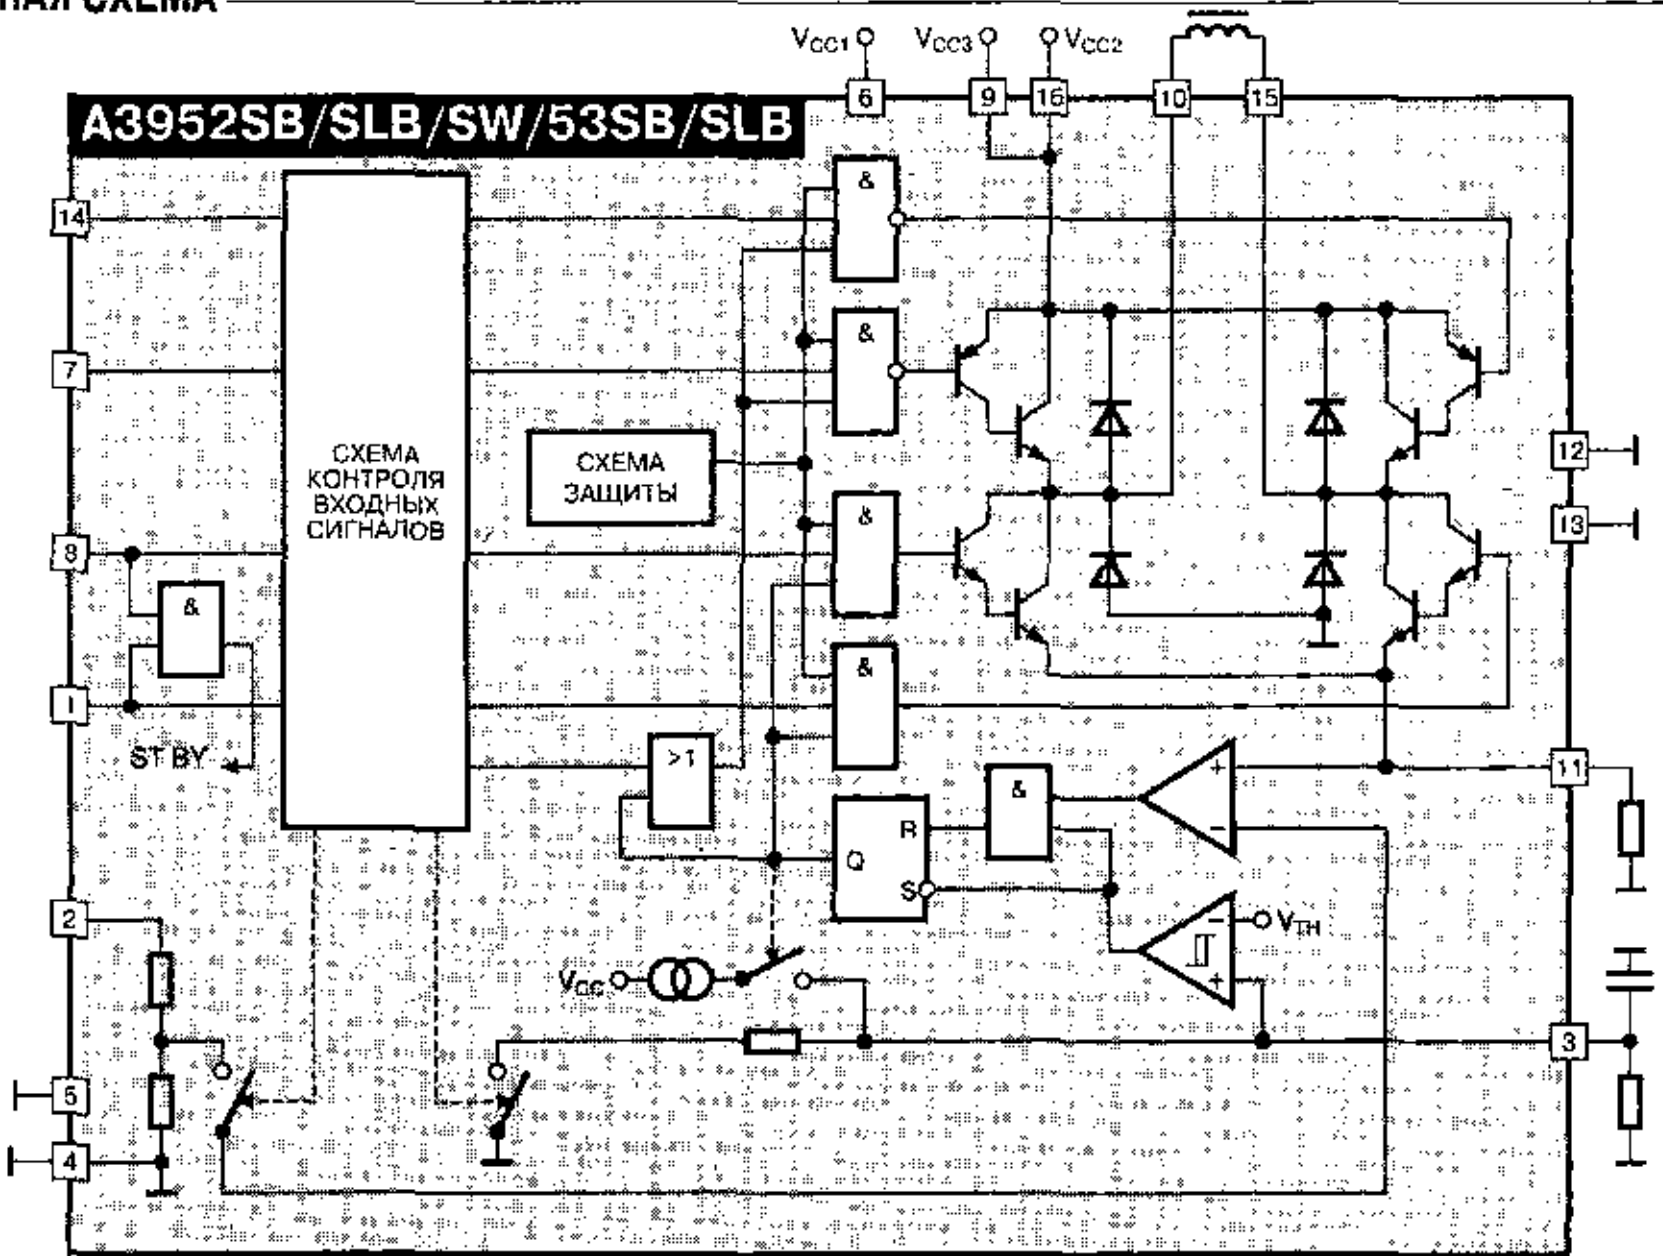 НАЯ СХЕМА
VCC1 VCC3 VCC2
6 9 16 10 15
A3952SB/SLB/SW/53SB/SLB
&
14
&
7
СХЕМА
КОНТРОЛЯ
ВХОДНЫХ
СИГНАЛОВ
СХЕМА
ЗАЩИТЫ
12
&
13
8
&
&
1
ST BY
>1
&
+
11
−
R
Q
S
2
−
VTH
+
VCC
3
5
4